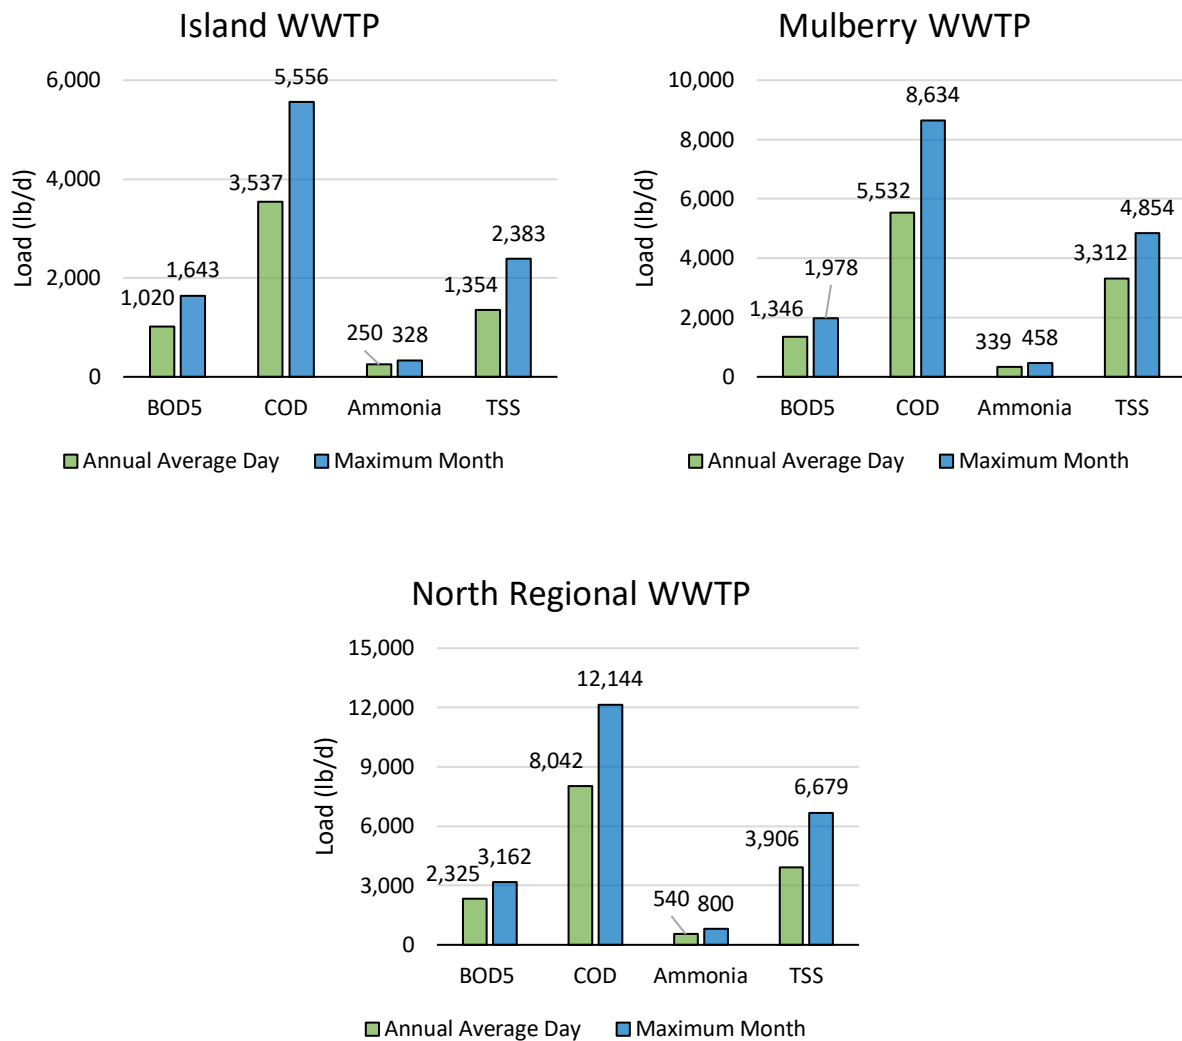 Island WWTP
6,000
4,000
2,000
0
Load (lb/d)
1,020
1,643
3,537
5,556
250
328
1,354
2,383
BOD5
COD
Ammonia
TSS
Annual Average Day
Maximum Month
Mulberry WWTP
10,000
8,000
6,000
4,000
2,000
0
Load (lb/d)
1,346
1,978
5,532
8,634
339
458
3,312
4,854
BOD5
COD
Ammonia
TSS
Annual Average Day
Maximum Month
North Regional WWTP
15,000
12,000
9,000
6,000
3,000
0
Load (lb/d)
2,325
3,162
8,042
12,144
540
800
3,906
6,679
BOD5
COD
Ammonia
TSS
Annual Average Day
Maximum Month